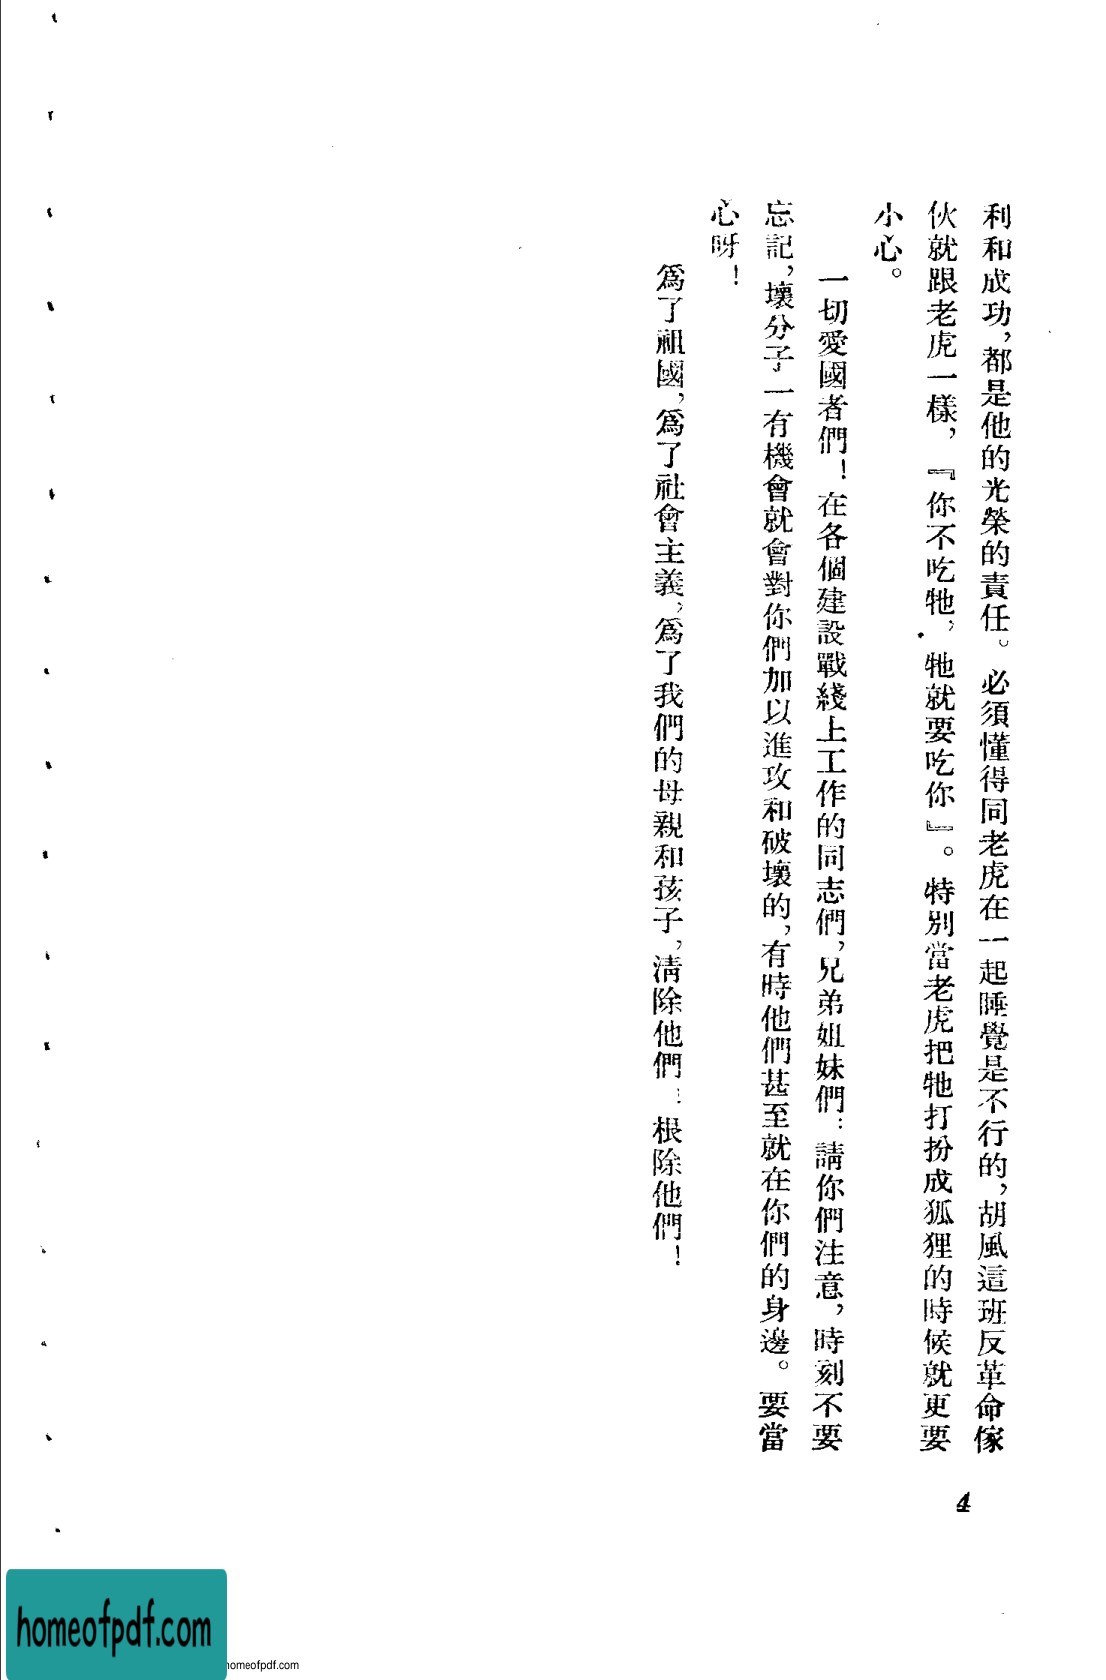 利和成功，都是他的光榮的責任。必須懂得同老虎在一起睡覺是不行的，胡風這班反革命傢
伙就跟老虎一樣，『你不吃牠，牠就要吃你』。特別當老虎把牠打扮成狐狸的時候就更要
小心。
一切愛國者們！在各個建設戰綫上工作的同志們，兄弟姐妹們：請你們注意，時刻不要
忘記，壞分子一有機會就會對你們加以進攻和破壞的，有時他們甚至就在你們的身邊。要當
心呀！
爲了祖國，爲了社會主義，爲了我們的母親和孩子，清除他們！根除他們！
4
homeofpdf.com
homeofpdf.com